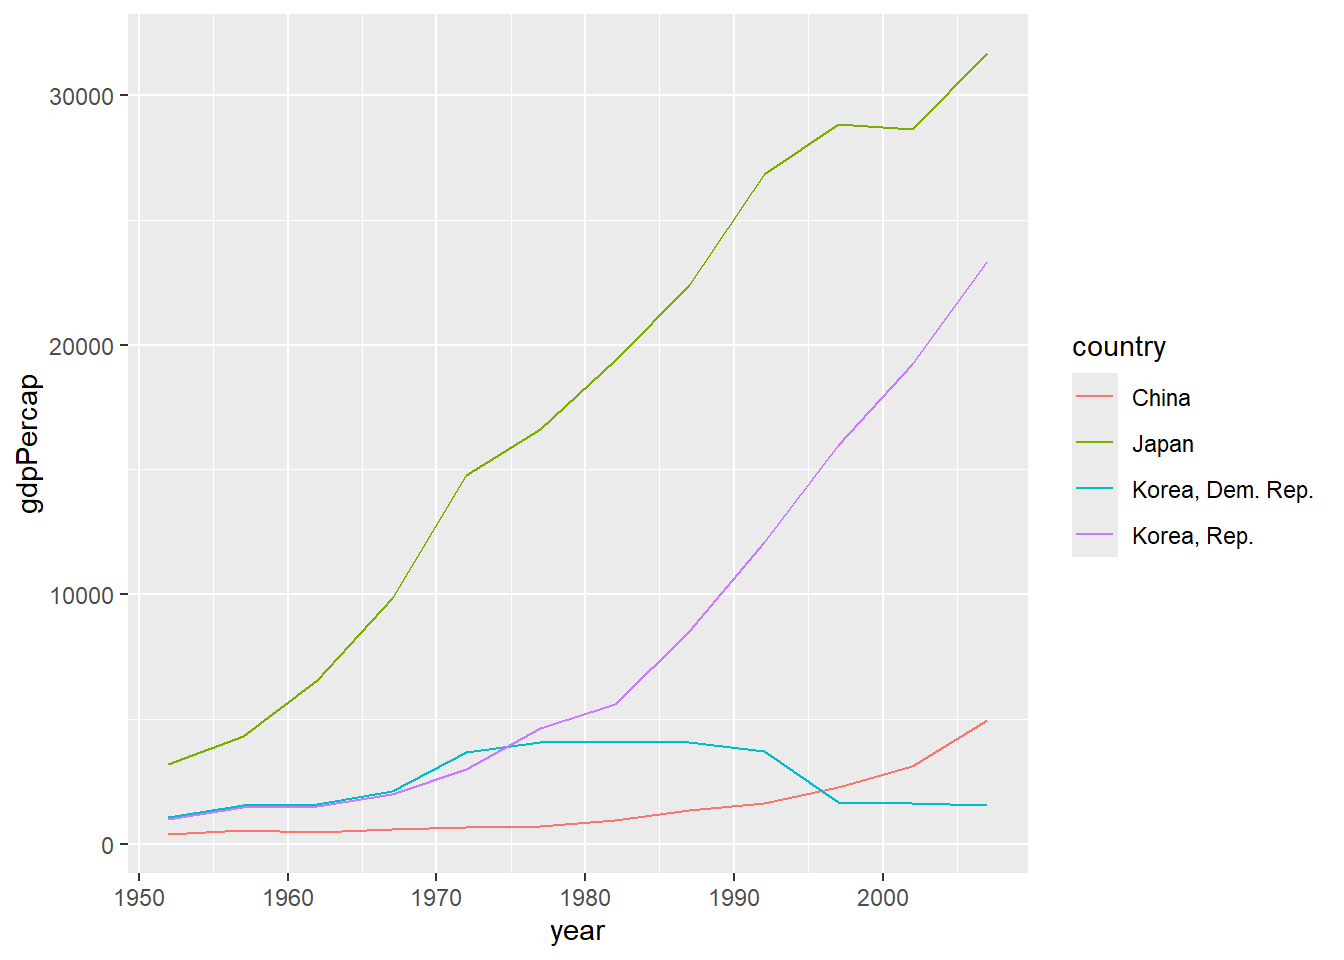 30000
20000
10000
0
gdpPercap
1950 1960 1970 1980 1990 2000
year
country
China
Japan
Korea, Dem. Rep.
Korea, Rep.